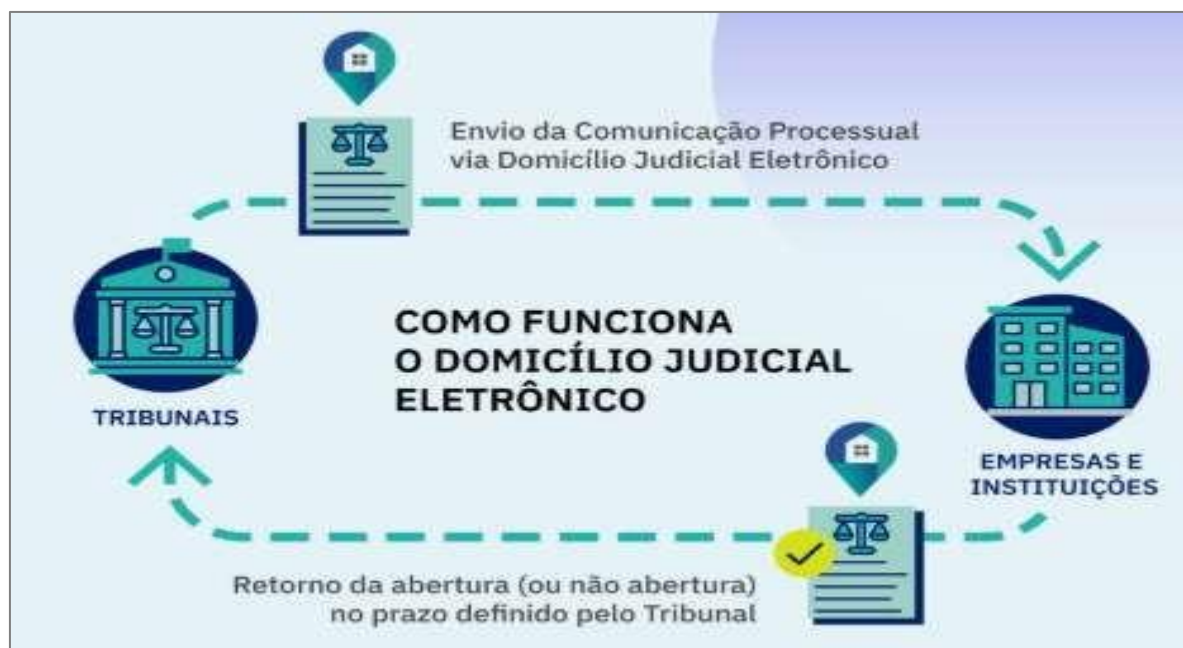 Envio da Comunicação Processual
via Domicílio Judicial Eletrônico
COMO FUNCIONA
O DOMICÍLIO JUDICIAL
ELETRÔNICO
TRIBUNAIS
EMPRESAS E
INSTITUIÇÕES
Retorno da abertura (ou não abertura)
no prazo definido pelo Tribunal